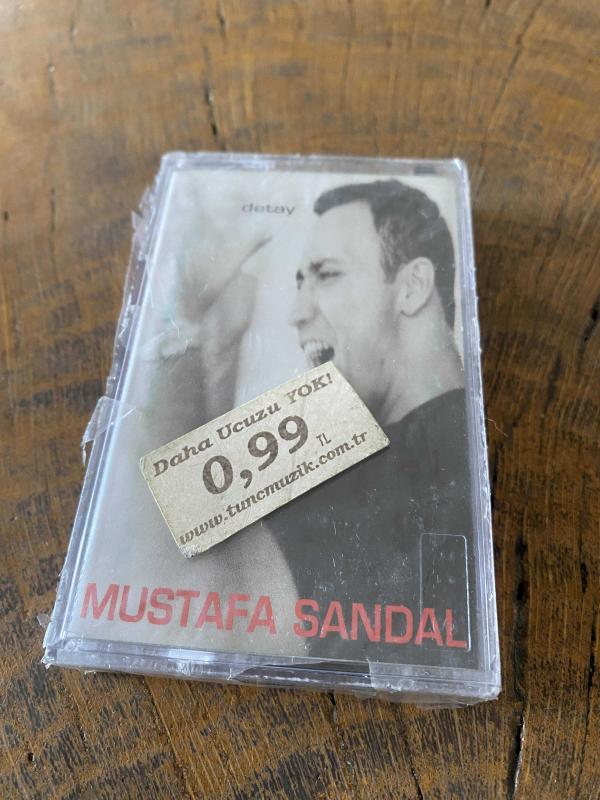 detay
Daha Ucuzu YOK!
0,99 TL
www.tuncmuzik.com.tr
MUSTAFA SANDAL